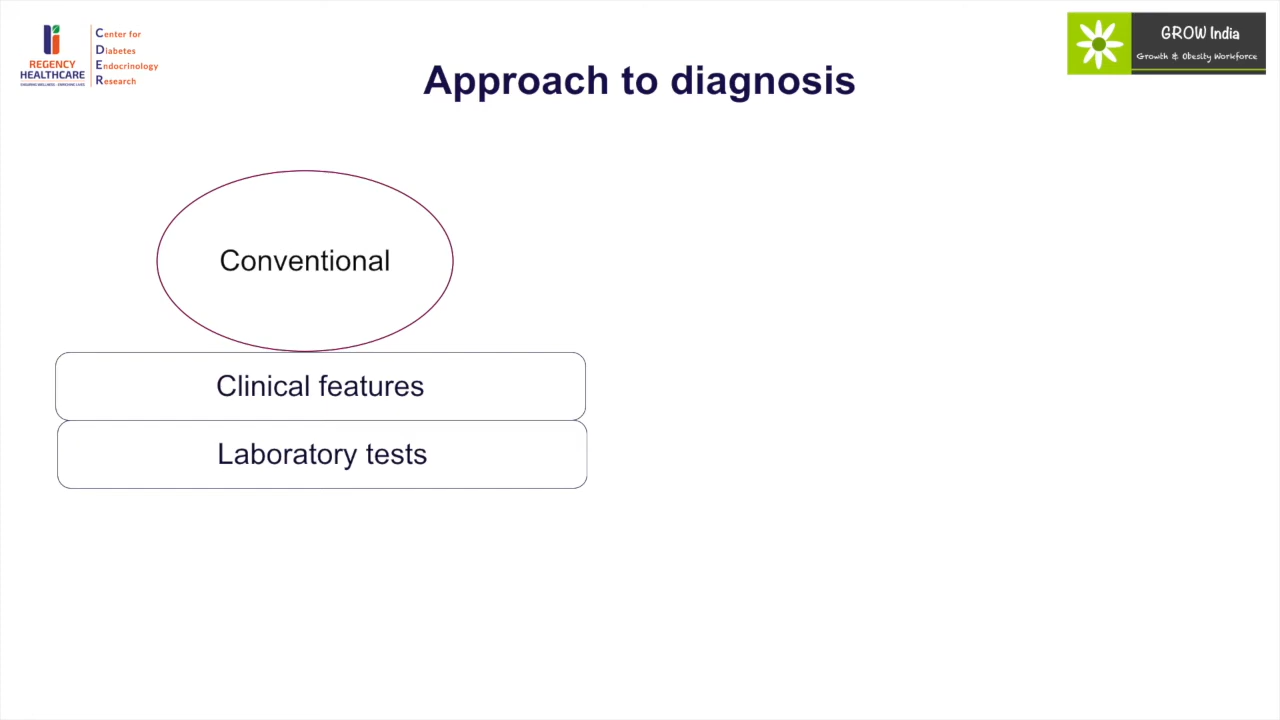 REGENCY
HEALTHCARE
Center for
Diabetes
Endocrinology
Research
GROW India
Growth & Obesity Workforce
Approach to diagnosis
Conventional
Clinical features
Laboratory tests